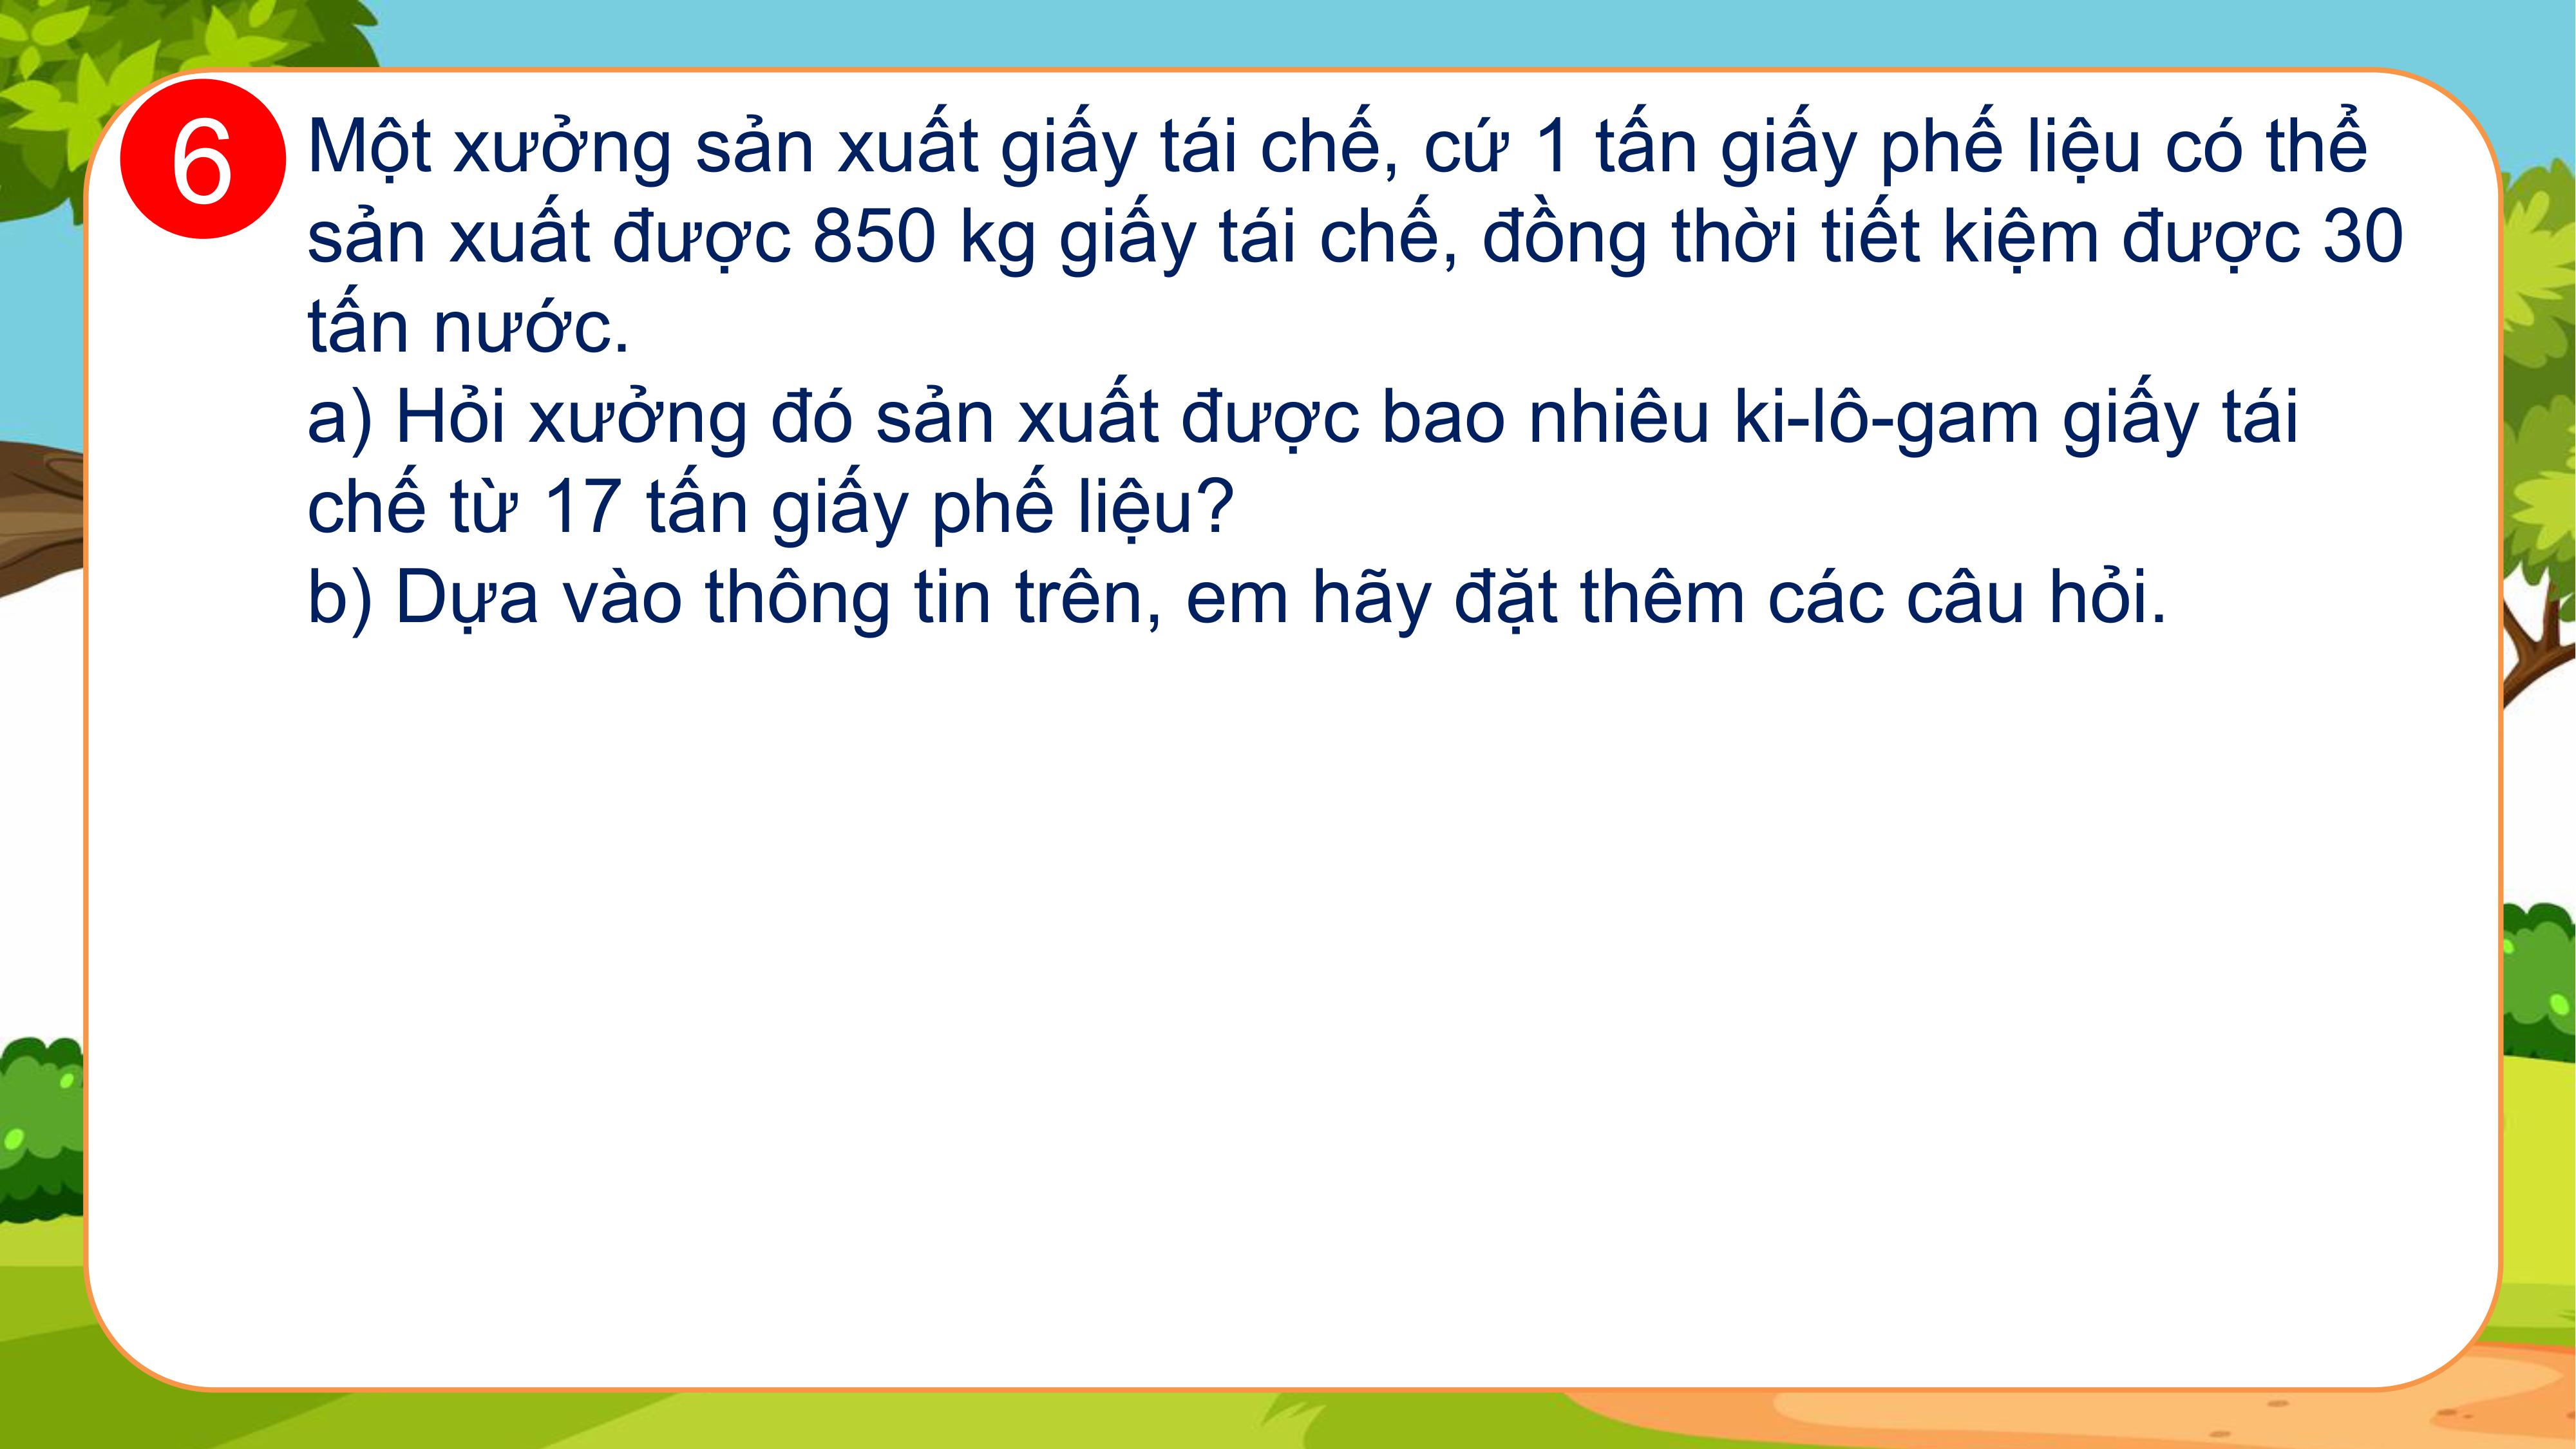 6
Một xưởng sản xuất giấy tái chế, cứ 1 tấn giấy phế liệu có thể
sản xuất được 850 kg giấy tái chế, đồng thời tiết kiệm được 30
tấn nước.
a) Hỏi xưởng đó sản xuất được bao nhiêu ki-lô-gam giấy tái
chế từ 17 tấn giấy phế liệu?
b) Dựa vào thông tin trên, em hãy đặt thêm các câu hỏi.